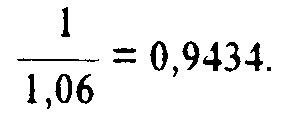 1
1,06 = 0,9434.